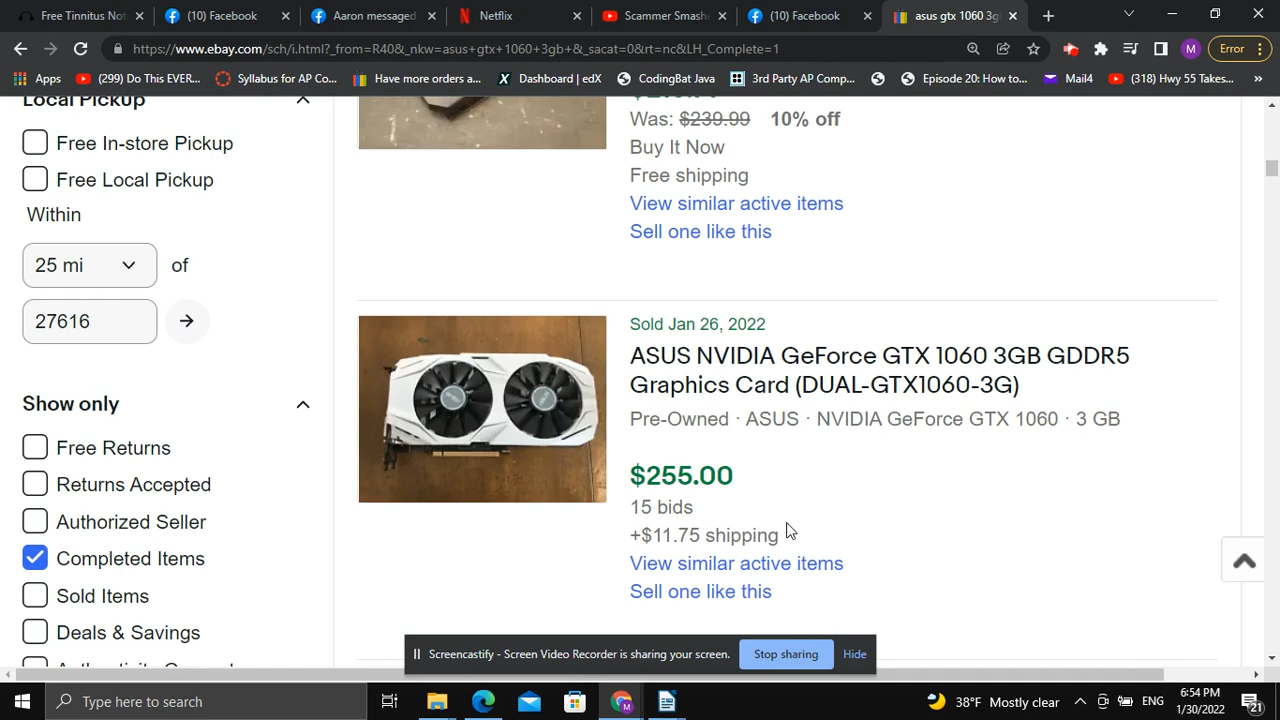 Free Tinnitus Not
(10) Facebook
Aaron messaged
Netflix
Scammer Smashe
(10) Facebook
asus gtx 1060 3g
https://www.ebay.com/sch/i.html?_from=R40&_nkw=asus+gtx+1060+3gb+&_sacat=0&rt=nc&LH_Complete=1
M
Error
Apps
(299) Do This EVER...
Syllabus for AP Co...
Have more orders a...
Dashboard | edX
CodingBat Java
3rd Party AP Comp...
Episode 20: How to...
Mail4
(318) Hwy 55 Takes...
»
Local Pickup
Free In-store Pickup
Free Local Pickup
Within
25 mi
of
27616
Show only
Free Returns
Returns Accepted
Authorized Seller
Completed Items
Sold Items
Deals & Savings
Was: $239.99 10% off
Buy It Now
Free shipping
View similar active items
Sell one like this
Sold Jan 26, 2022
ASUS NVIDIA GeForce GTX 1060 3GB GDDR5
Graphics Card (DUAL-GTX1060-3G)
Pre-Owned · ASUS · NVIDIA GeForce GTX 1060 · 3 GB
$255.00
15 bids
+$11.75 shipping
View similar active items
Sell one like this
Screencastify - Screen Video Recorder is sharing your screen.
Stop sharing
Hide
Type here to search
38°F Mostly clear
ENG
6:54 PM
1/30/2022
21